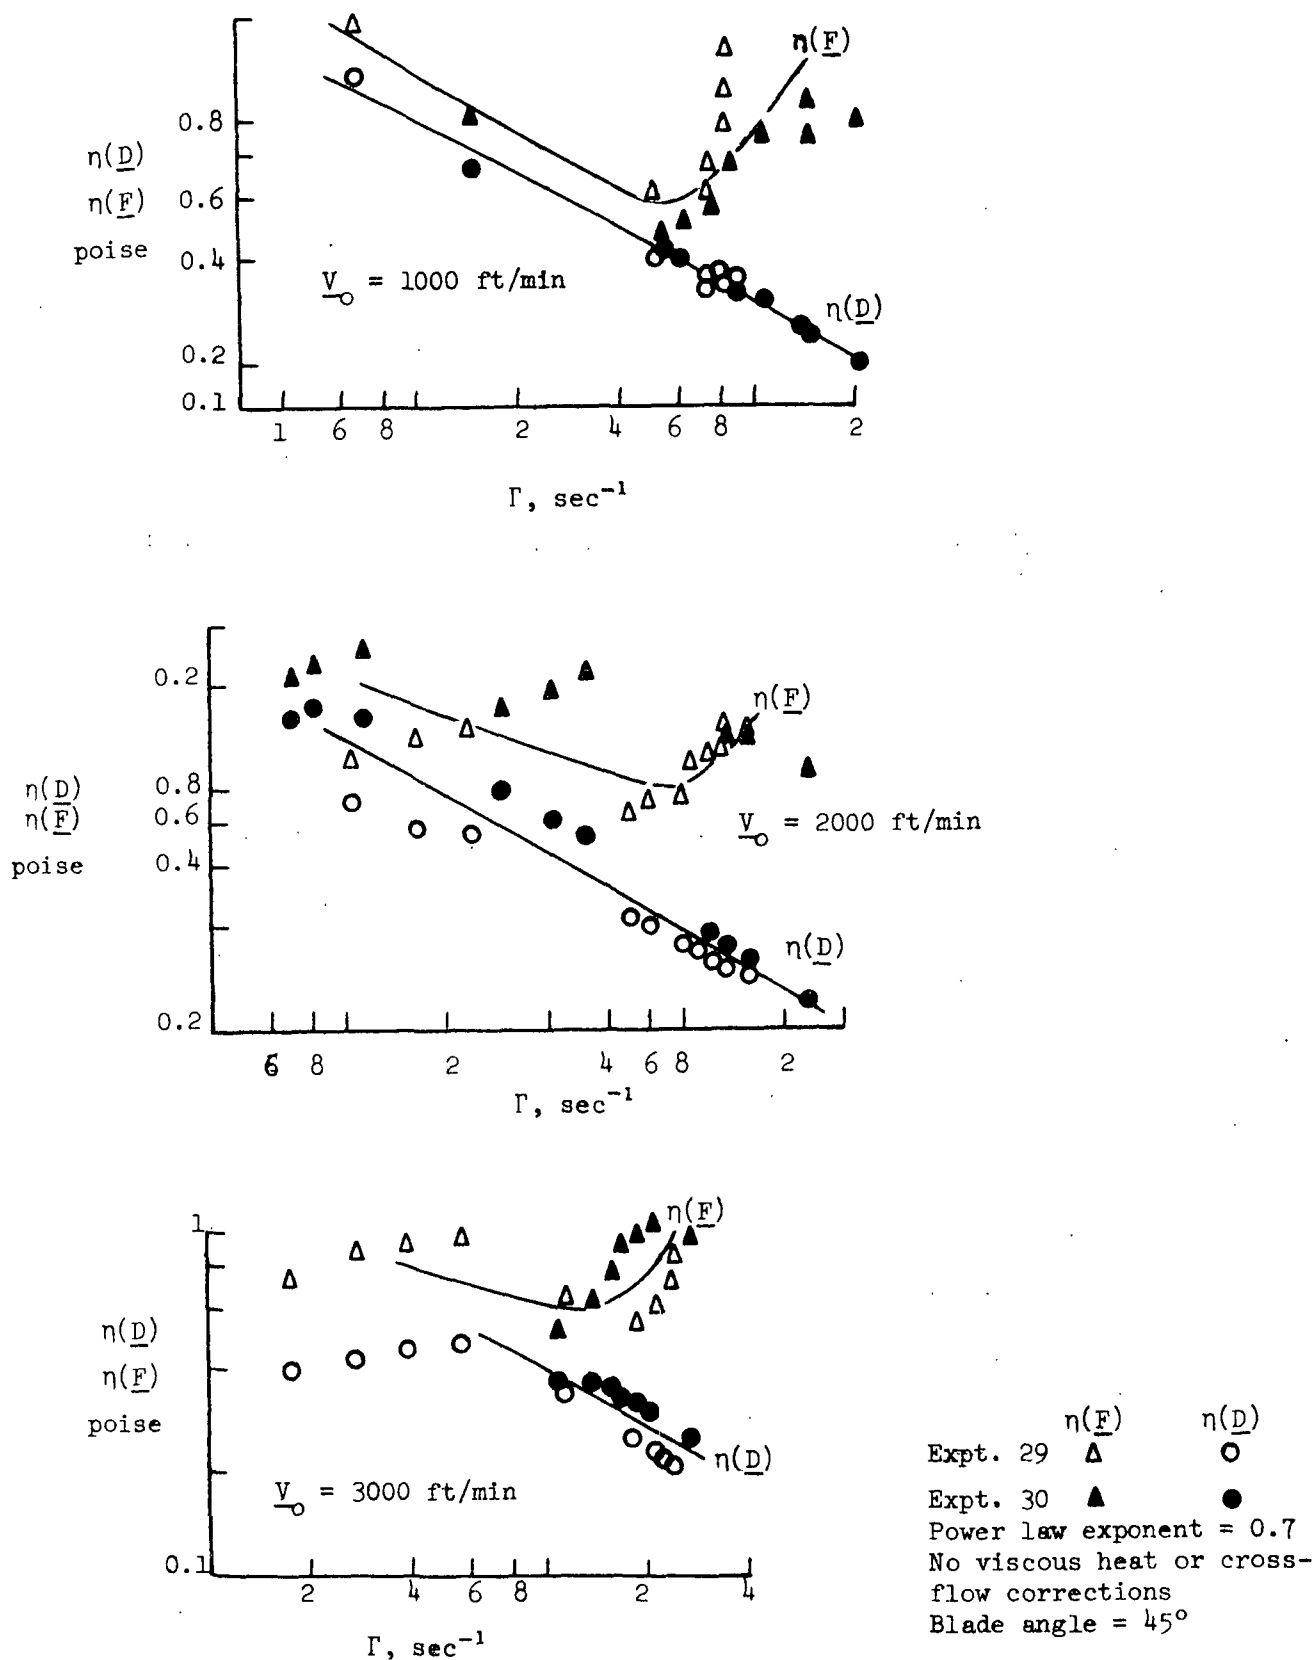 η(F)
0.8
η(D)
η(F)
0.6
poise
0.4
V₀ = 1000 ft/min
η(D)
0.2
0.1
1 6 8 2 4 6 8 2
Γ, sec⁻¹
0.2
η(F)
η(D)
0.8
η(F)
0.6
V₀ = 2000 ft/min
poise
0.4
η(D)
0.2
6 8 2 4 6 8 2
Γ, sec⁻¹
1
η(F)
η(D)
η(F)
poise
η(D)
V₀ = 3000 ft/min
0.1
2 4 6 8 2 4
Γ, sec⁻¹
η(F) η(D)
Expt. 29
Expt. 30
Power law exponent = 0.7
No viscous heat or cross-
flow corrections
Blade angle = 45°